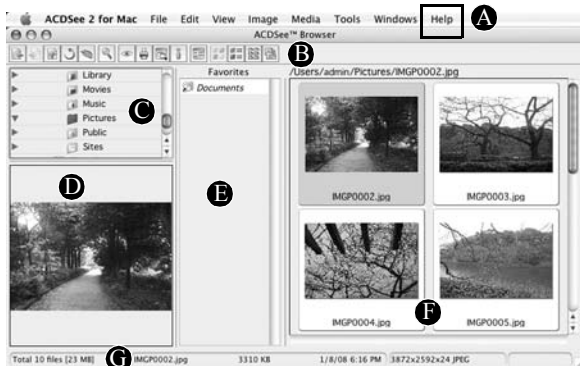 ACDSee 2 for Mac File Edit View Image Media Tools Windows Help A
ACDSee™ Browser
B
Favorites
/Users/admin/Pictures/IMGP0002.jpg
Library
Movies
Music
Pictures
Public
Sites
C
Documents
D
E
IMGP0002.jpg
IMGP0003.jpg
IMGP0004.jpg
IMGP0005.jpg
F
Total 10 files [23 MB] G IMGP0002.jpg 3310 KB 1/8/08 6:16 PM 3872x2592x24 JPEG